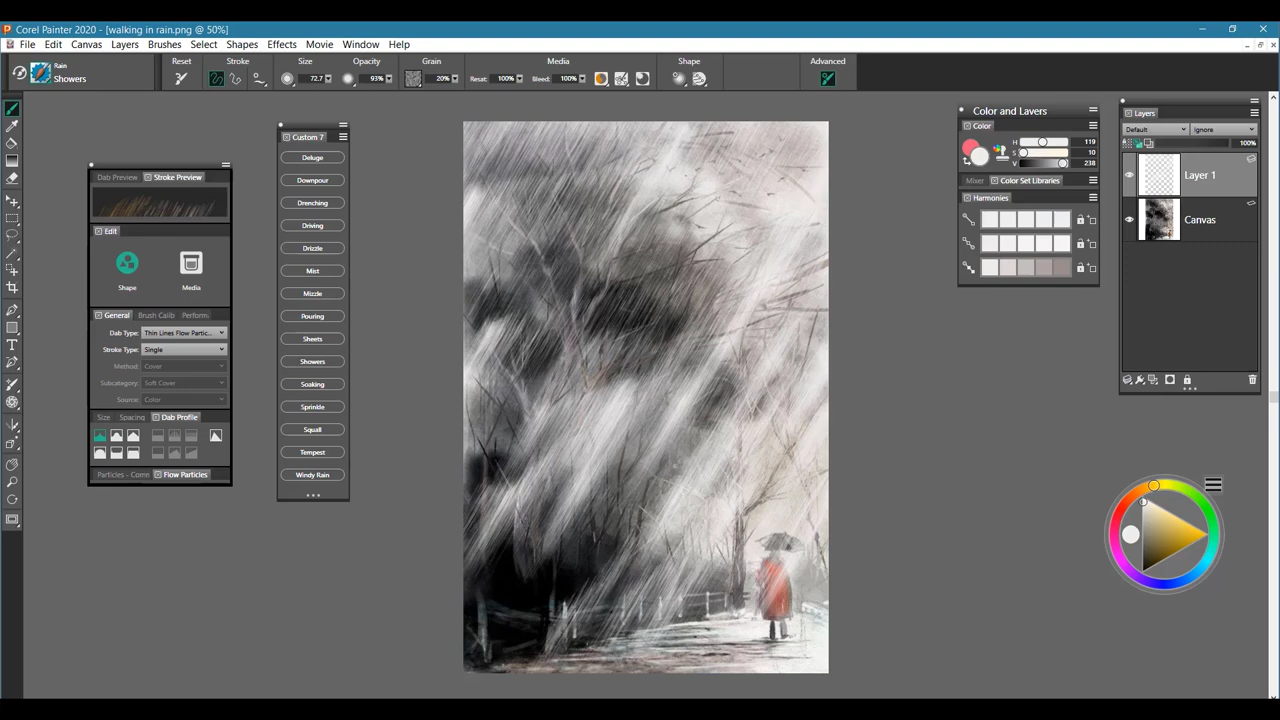 Corel Painter 2020 - [walking in rain.png @ 50%]
File Edit Canvas Layers Brushes Select Shapes Effects Movie Window Help
Rain
Showers
Reset
Stroke
Size
72.7
Opacity
93%
Grain
20%
Media
Reset: 100% Bleed: 100%
Shape
Advanced
Dab Preview Stroke Preview
Edit
Shape Media
General Brush Calib Perform
Dab Type: Thin Lines Flow Partic...
Stroke Type: Single
Method: Cover
Subcategory: Soft Cover
Source: Color
Size Spacing Dab Profile
Particles - Comm Flow Particles
Custom 7
Deluge
Downpour
Drenching
Driving
Drizzle
Mist
Mizzle
Pouring
Sheets
Showers
Soaking
Sprinkle
Squall
Tempest
Windy Rain
Color and Layers
Color
H 119
S 10
V 238
Mixer Color Set Libraries
Harmonies
Layers
Default Ignore
100%
Layer 1
Canvas